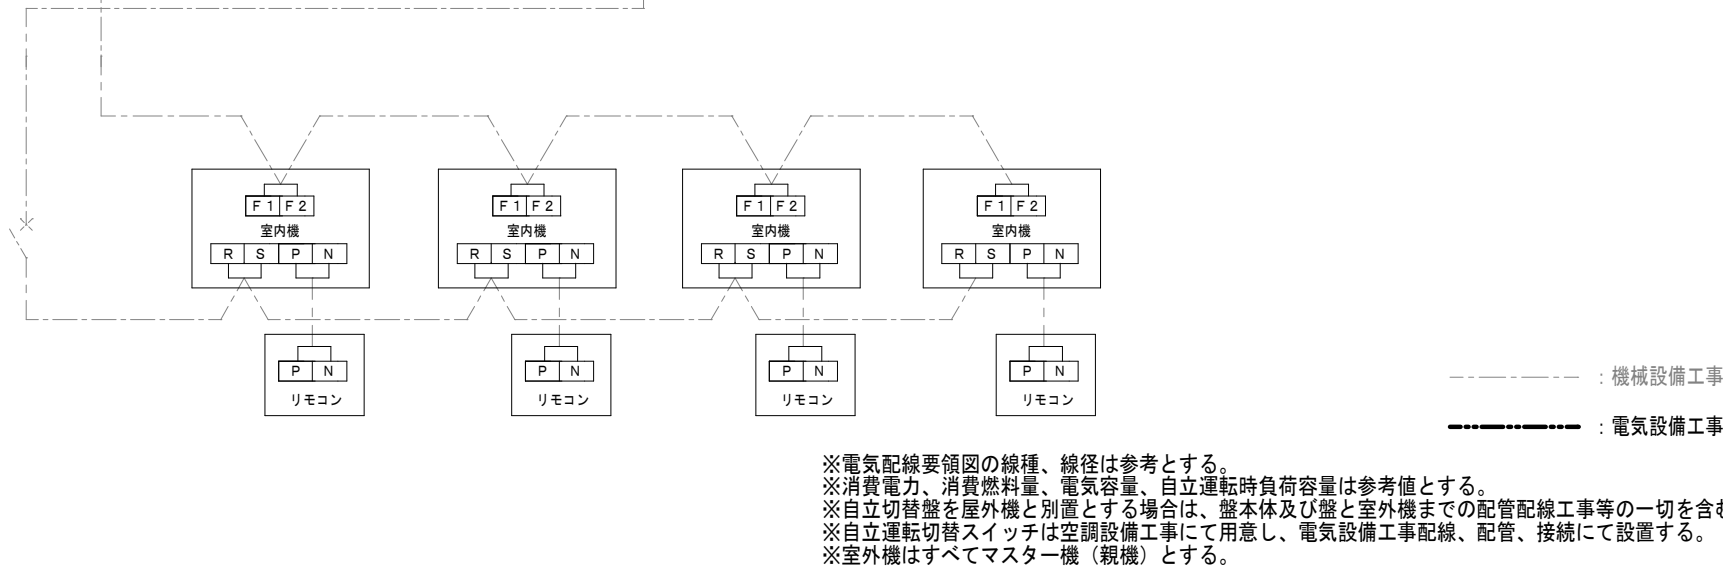 F1 F2 F1 F2 F1 F2 F1 F2
室内機 室内機 室内機 室内機
R S P N R S P N R S P N R S P N
P N P N P N P N
リモコン リモコン リモコン リモコン
：機械設備工事
：電気設備工事
※電気配線要領図の線種、線径は参考とする。
※消費電力、消費燃料量、電気容量、自立運転時負荷容量は参考値とする。
※自立切替盤を屋外機と別置とする場合は、盤本体及び盤と室外機までの配管配線工事等の一切を含む
※自立運転切替スイッチは空調設備工事にて用意し、電気設備工事配線、配管、接続にて設置する。
※室外機はすべてマスター機（親機）とする。